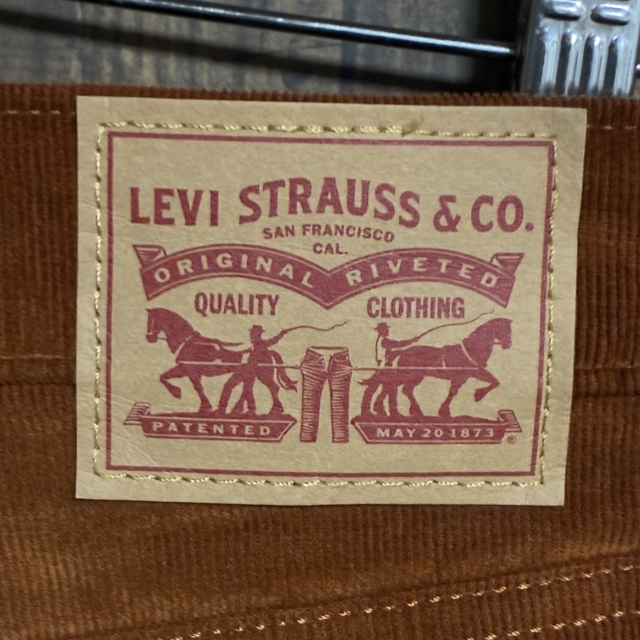 LEVI STRAUSS & CO.
SAN FRANCISCO
CAL.
ORIGINAL RIVETED
QUALITY CLOTHING
PATENTED MAY 20 1873 ®